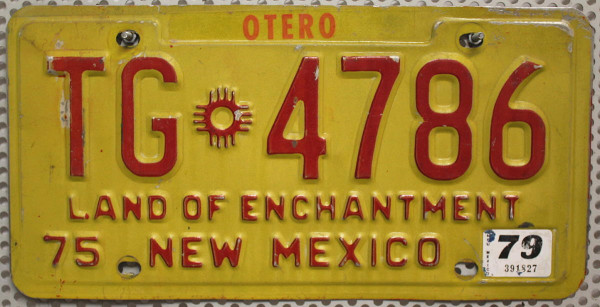 OTERO
TG 4786
LAND OF ENCHANTMENT
75 NEW MEXICO
79
391827